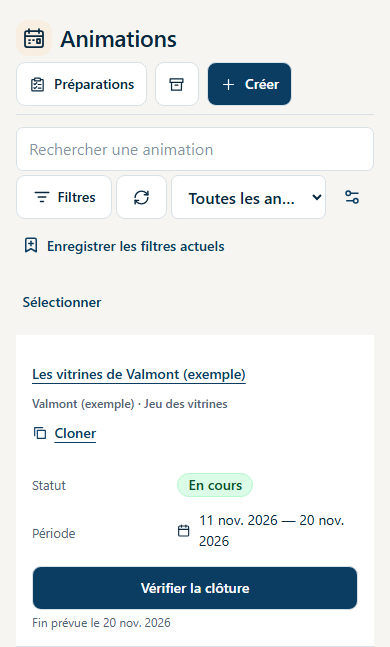 Animations
Préparations
Créer
Rechercher une animation
Filtres
Toutes les an...
Enregistrer les filtres actuels
Sélectionner
Les vitrines de Valmont (exemple)
Valmont (exemple) · Jeu des vitrines
Cloner
Statut
En cours
Période
11 nov. 2026 — 20 nov.
2026
Vérifier la clôture
Fin prévue le 20 nov. 2026